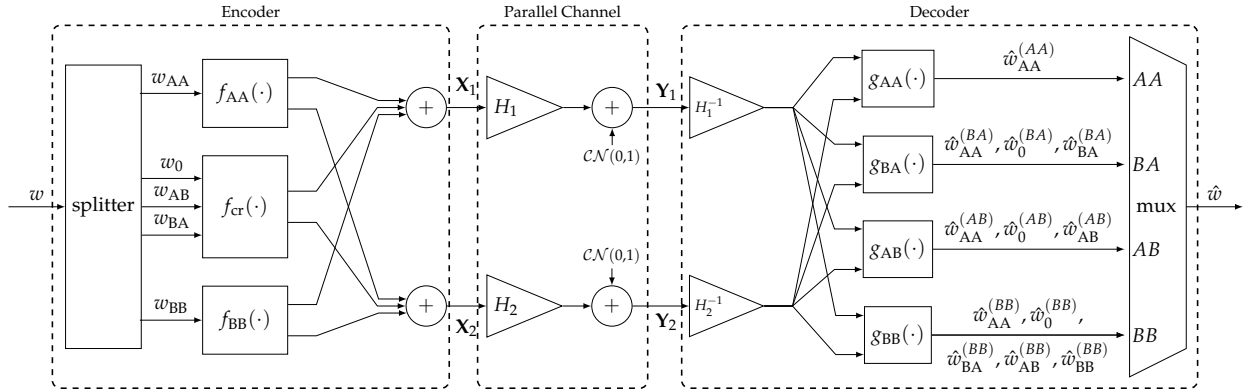 Encoder
Parallel Channel
Decoder
w
splitter
w_AA
w_0
w_AB
w_BA
w_BB
f_AA(·)
f_cr(·)
f_BB(·)
+
+
X_1
X_2
H_1
H_2
+
CN(0,1)
CN(0,1)
+
Y_1
Y_2
H_1^{-1}
H_2^{-1}
g_AA(·)
g_BA(·)
g_AB(·)
g_BB(·)
ŵ_AA^{(AA)}
ŵ_AA^{(BA)}, ŵ_0^{(BA)}, ŵ_BA^{(BA)}
ŵ_AA^{(AB)}, ŵ_0^{(AB)}, ŵ_AB^{(AB)}
ŵ_AA^{(BB)}, ŵ_0^{(BB)},
ŵ_BA^{(BB)}, ŵ_AB^{(BB)}, ŵ_BB^{(BB)}
AA
BA
mux
AB
BB
ŵ